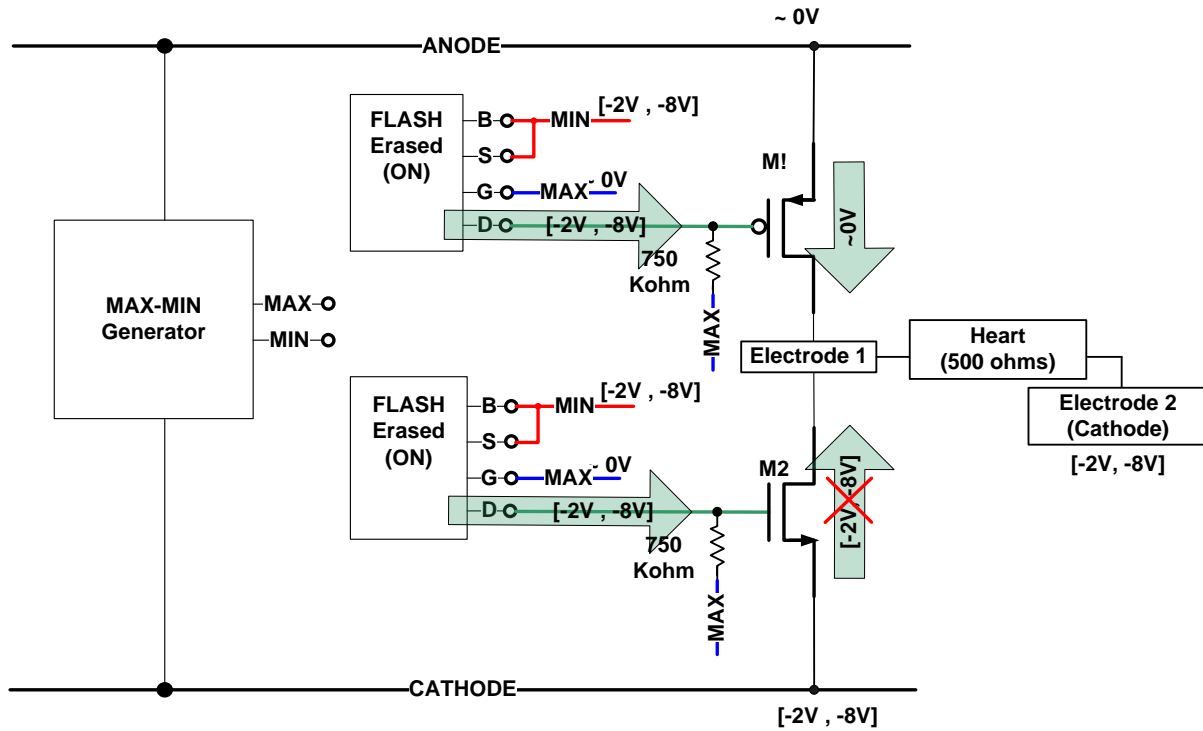 ~ 0V
ANODE
FLASH
Erased
(ON)
B
S
G
D
MIN
[-2V , -8V]
MAX
~ 0V
[-2V , -8V]
750
Kohm
MAX
M!
~0V
MAX-MIN
Generator
MAX
MIN
Electrode 1
Heart
(500 ohms)
Electrode 2
(Cathode)
[-2V, -8V]
FLASH
Erased
(ON)
B
S
G
D
MIN
[-2V , -8V]
MAX
~ 0V
[-2V , -8V]
750
Kohm
MAX
M2
[-2V, -8V]
CATHODE
[-2V , -8V]